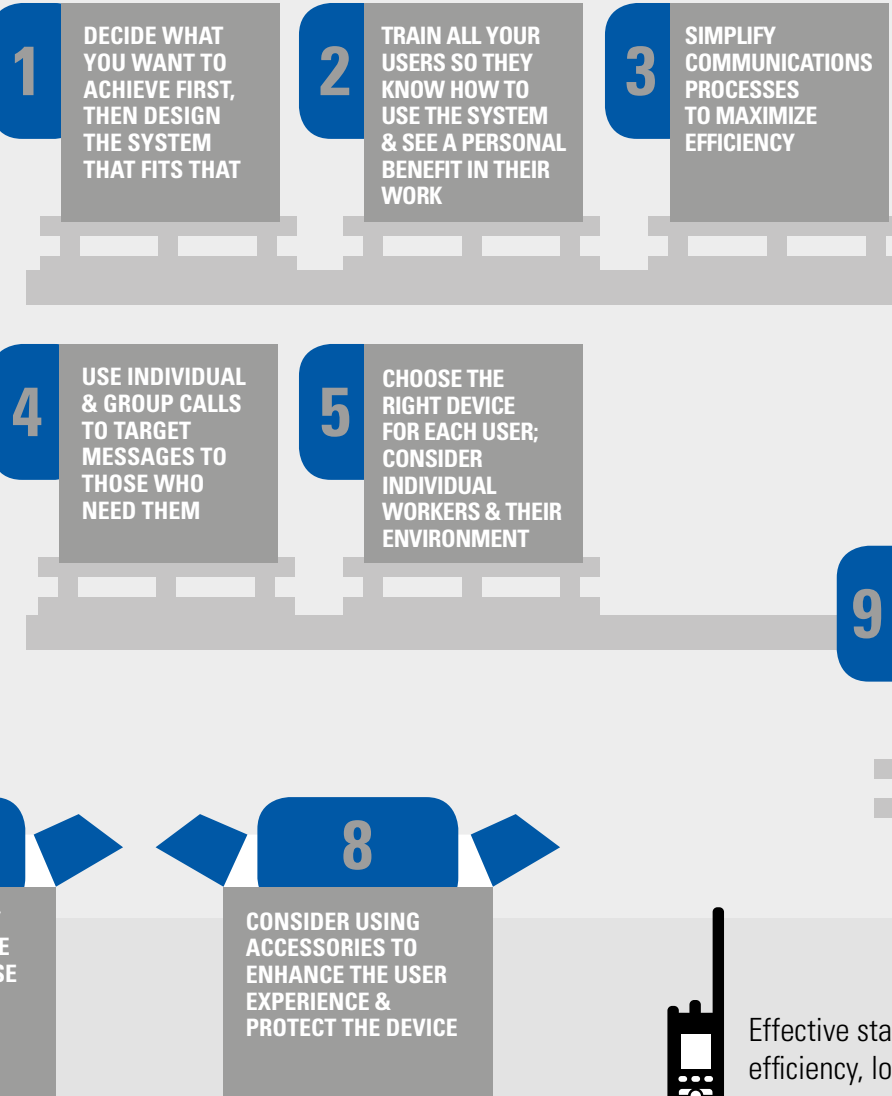 1
DECIDE WHAT
YOU WANT TO
ACHIEVE FIRST,
THEN DESIGN
THE SYSTEM
THAT FITS THAT
2
TRAIN ALL YOUR
USERS SO THEY
KNOW HOW TO
USE THE SYSTEM
& SEE A PERSONAL
BENEFIT IN THEIR
WORK
3
SIMPLIFY
COMMUNICATIONS
PROCESSES
TO MAXIMIZE
EFFICIENCY
4
USE INDIVIDUAL
& GROUP CALLS
TO TARGET
MESSAGES TO
THOSE WHO
NEED THEM
5
CHOOSE THE
RIGHT DEVICE
FOR EACH USER;
CONSIDER
INDIVIDUAL
WORKERS & THEIR
ENVIRONMENT
9
8
CONSIDER USING
ACCESSORIES TO
ENHANCE THE USER
EXPERIENCE &
PROTECT THE DEVICE
Effective
efficiency,